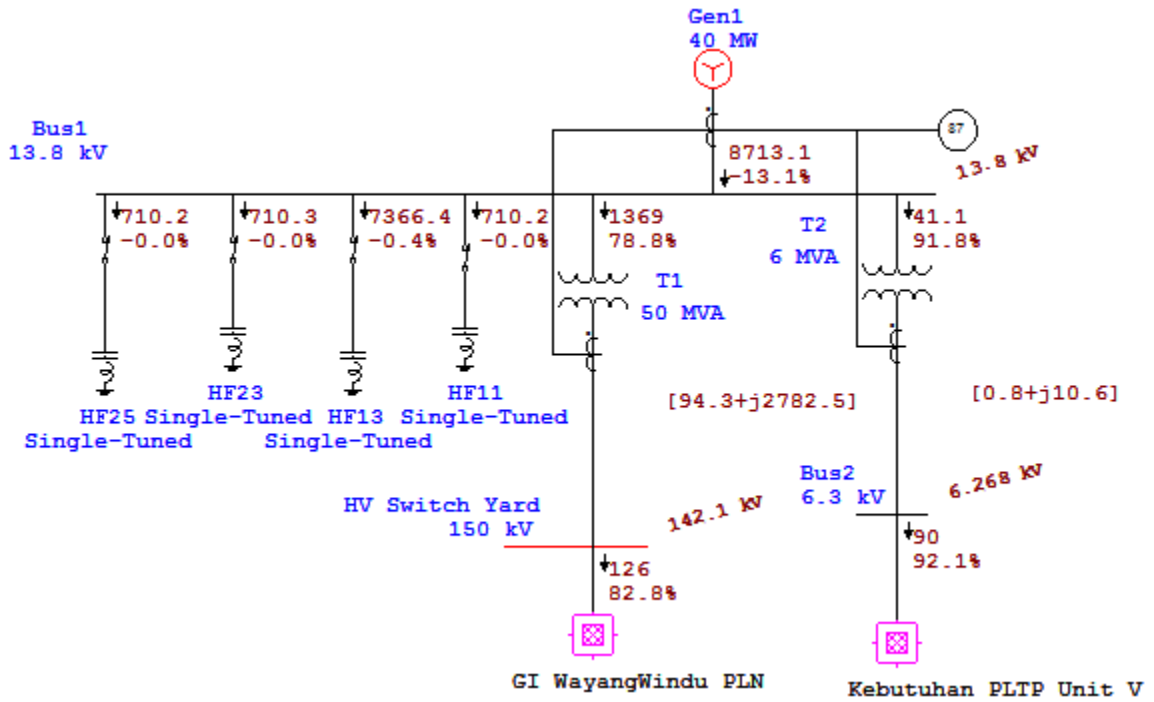 Gen1
40 MW
Bus1
13.8 kV
87
8713.1
-13.1%
13.8 kV
710.2
-0.0%
710.3
-0.0%
7366.4
-0.4%
710.2
-0.0%
1369
78.8%
T2
6 MVA
41.1
91.8%
T1
50 MVA
HF25
Single-Tuned
HF23
Single-Tuned
HF13
Single-Tuned
HF11
Single-Tuned
[94.3+j2782.5]
[0.8+j10.6]
HV Switch Yard
150 kV
142.1 kV
Bus2
6.3 kV
6.268 kV
126
82.8%
90
92.1%
GI WayangWindu PLN
Kebutuhan PLTP Unit V